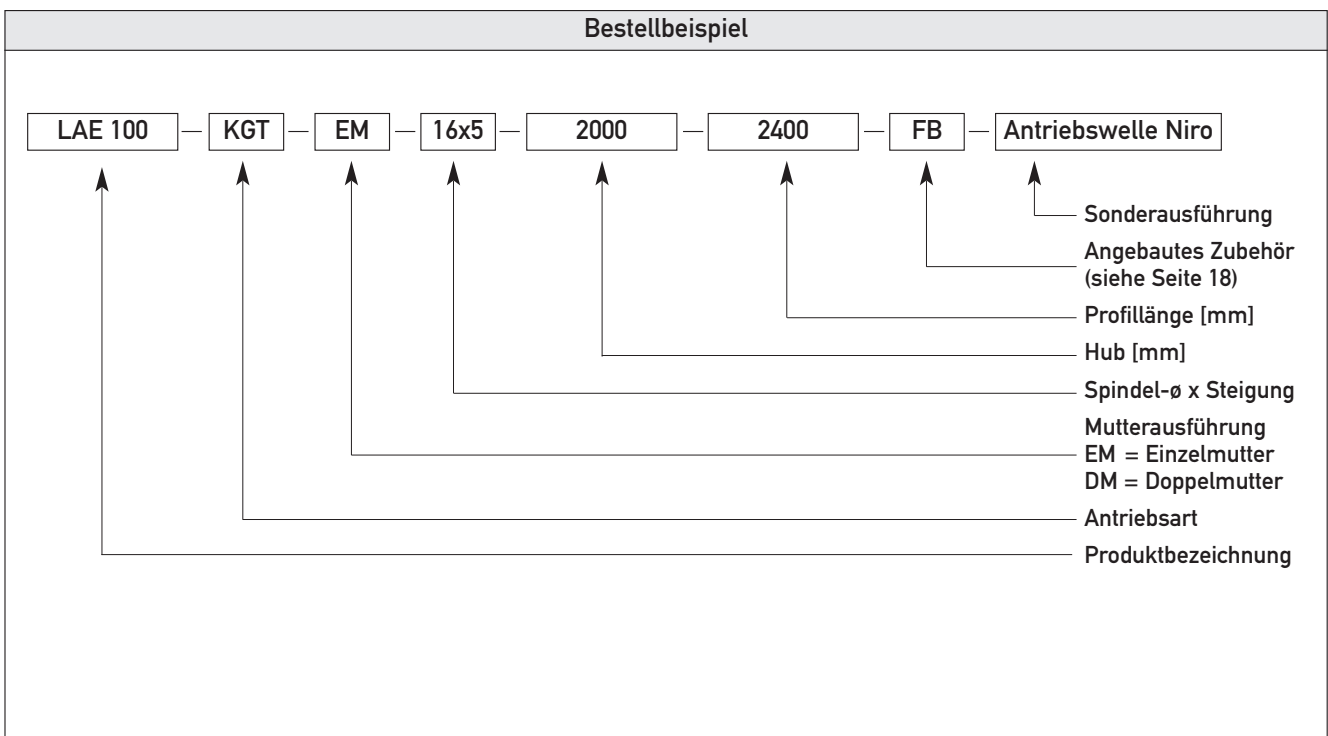 Bestellbeispiel
LAE 100 – KGT – EM – 16x5 – 2000 – 2400 – FB – Antriebswelle Niro
Sonderausführung
Angebautes Zubehör
(siehe Seite 18)
Profillänge [mm]
Hub [mm]
Spindel-ø x Steigung
Mutterausführung
EM = Einzelmutter
DM = Doppelmutter
Antriebsart
Produktbezeichnung